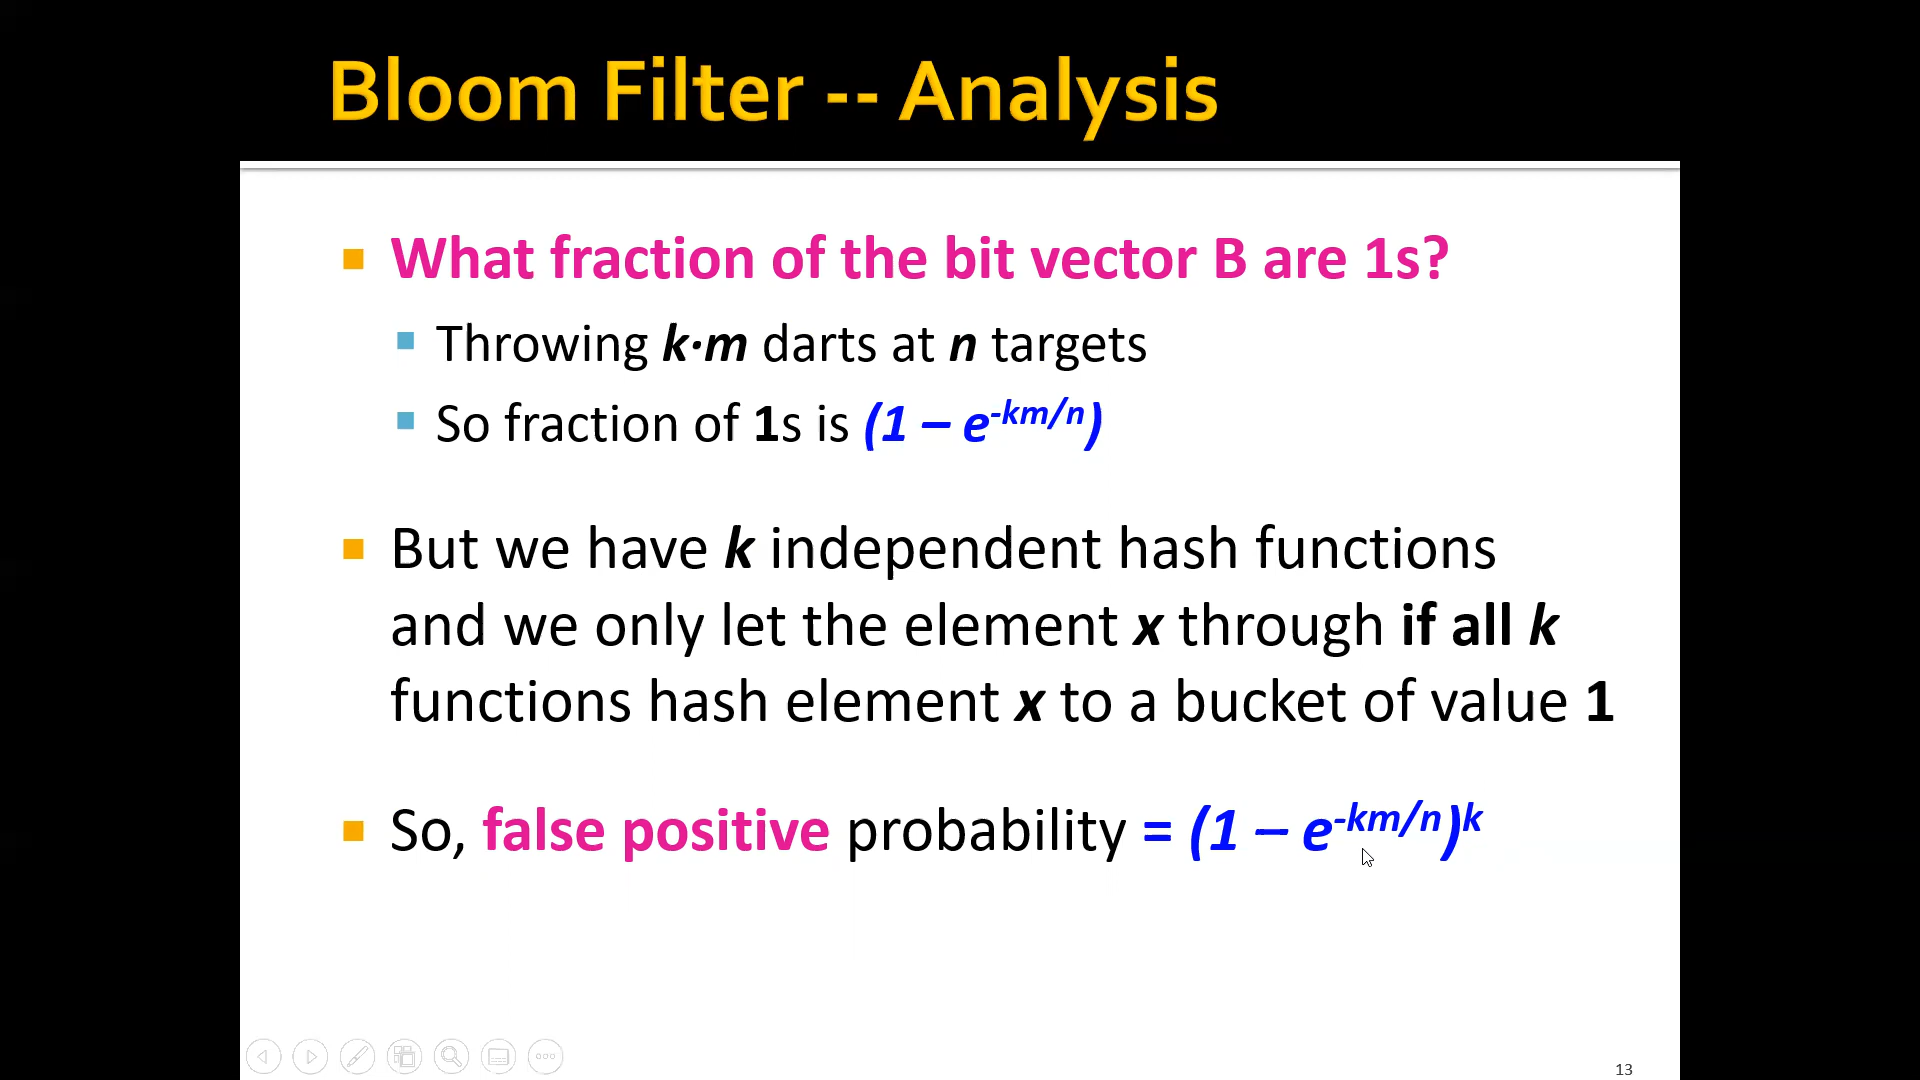 Bloom Filter -- Analysis
What fraction of the bit vector B are 1s?
Throwing k·m darts at n targets
So fraction of 1s is (1 – e-km/n)
But we have k independent hash functions
and we only let the element x through if all k
functions hash element x to a bucket of value 1
So, false positive probability = (1 – e-km/n)k
13